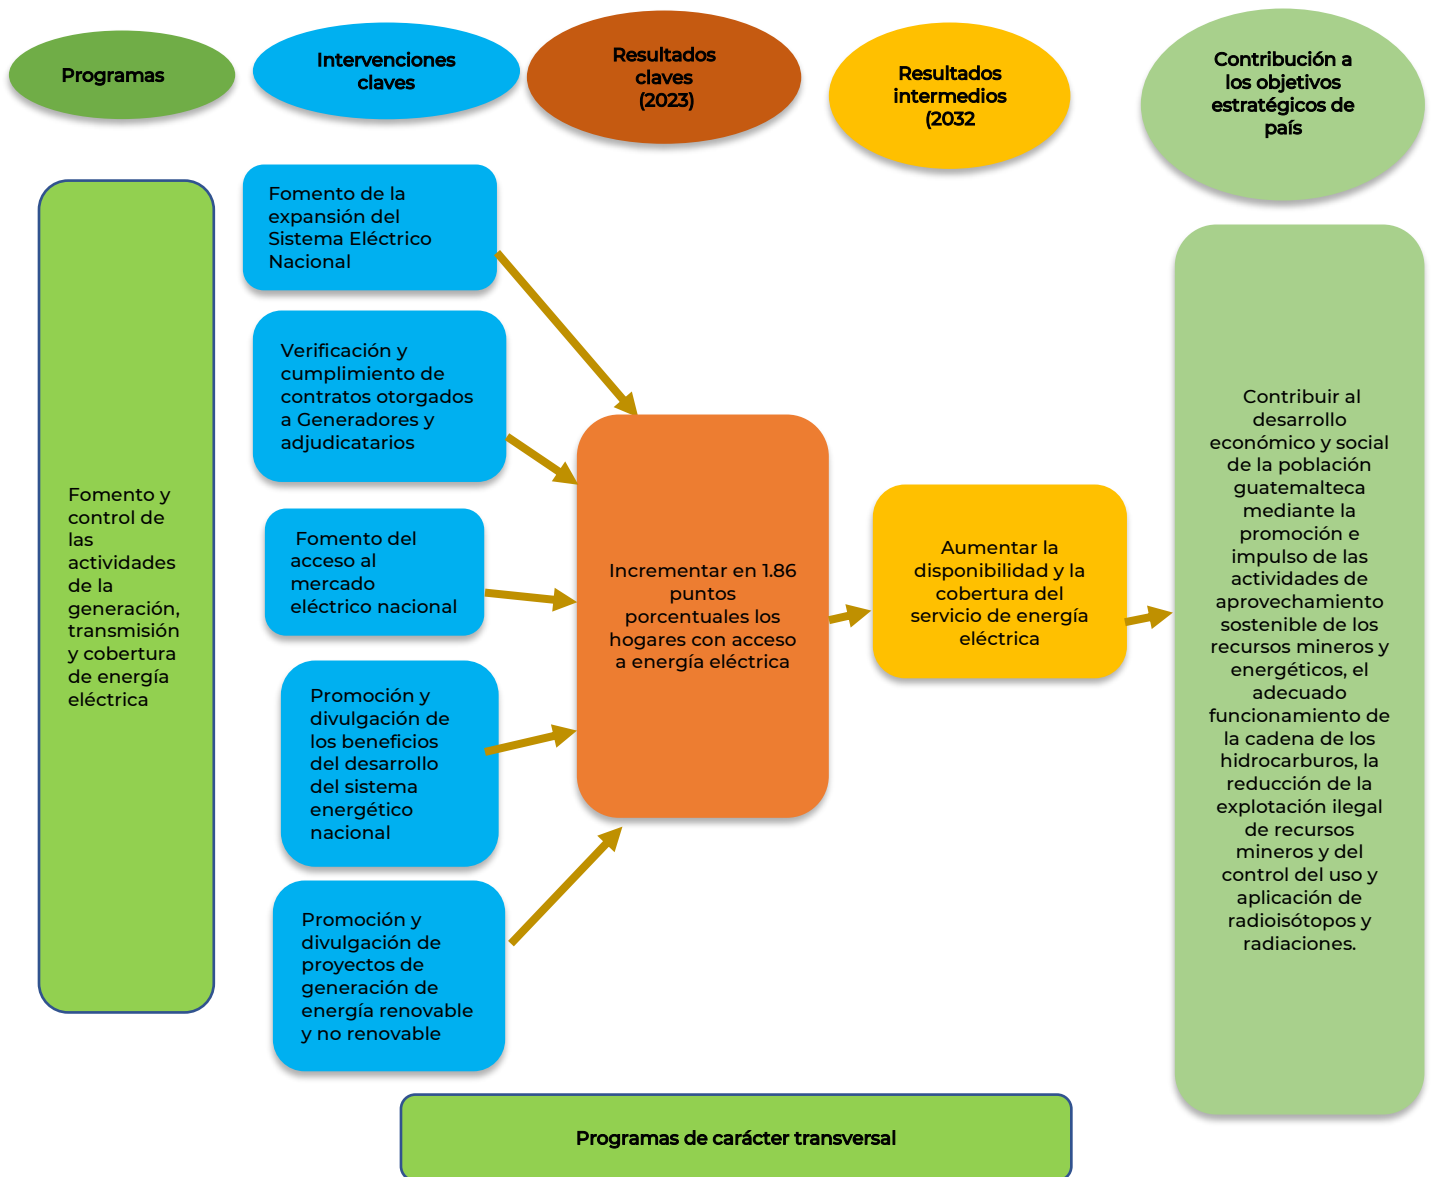 Programas
Intervenciones
claves
Resultados
claves
(2023)
Resultados
intermedios
(2032
Contribución a
los objetivos
estratégicos de
país
Fomento y
control de
las
actividades
de la
generación,
transmisión
y cobertura
de energía
eléctrica
Fomento de la
expansión del
Sistema Eléctrico
Nacional
Verificación y
cumplimiento de
contratos otorgados
a Generadores y
adjudicatarios
Fomento del
acceso al
mercado
eléctrico nacional
Promoción y
divulgación de
los beneficios
del desarrollo
del sistema
energético
nacional
Promoción y
divulgación de
proyectos de
generación de
energía renovable
y no renovable
Incrementar en 1.86
puntos
porcentuales los
hogares con acceso
a energía eléctrica
Aumentar la
disponibilidad y la
cobertura del
servicio de energía
eléctrica
Contribuir al
desarrollo
económico y social
de la población
guatemalteca
mediante la
promoción e
impulso de las
actividades de
aprovechamiento
sostenible de los
recursos mineros y
energéticos, el
adecuado
funcionamiento de
la cadena de los
hidrocarburos, la
reducción de la
explotación ilegal
de recursos
mineros y del
control del uso y
aplicación de
radioisótopos y
radiaciones.
Programas de carácter transversal